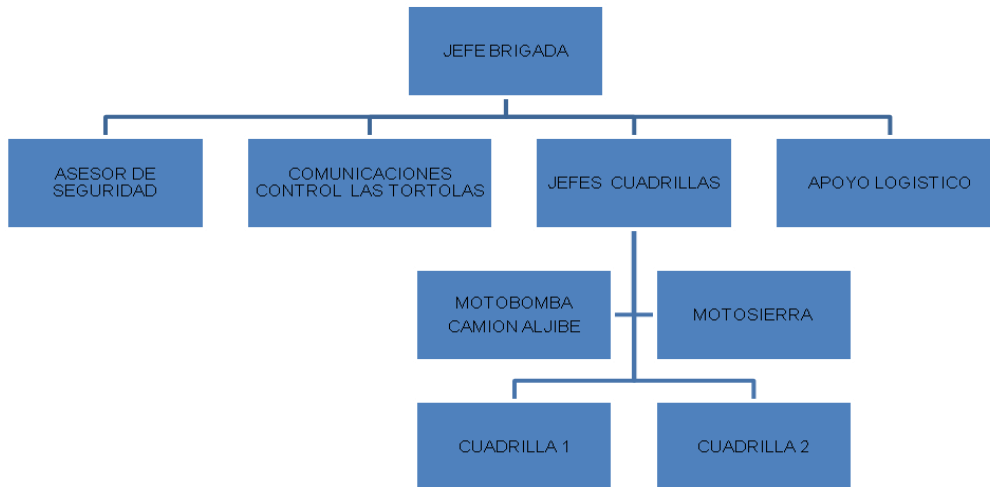 JEFE BRIGADA
ASESOR DE
SEGURIDAD
COMUNICACIONES
CONTROL LAS TORTOLAS
JEFES CUADRILLAS
APOYO LOGISTICO
MOTOBOMBA
CAMION ALJIBE
MOTOSIERRA
CUADRILLA 1
CUADRILLA 2